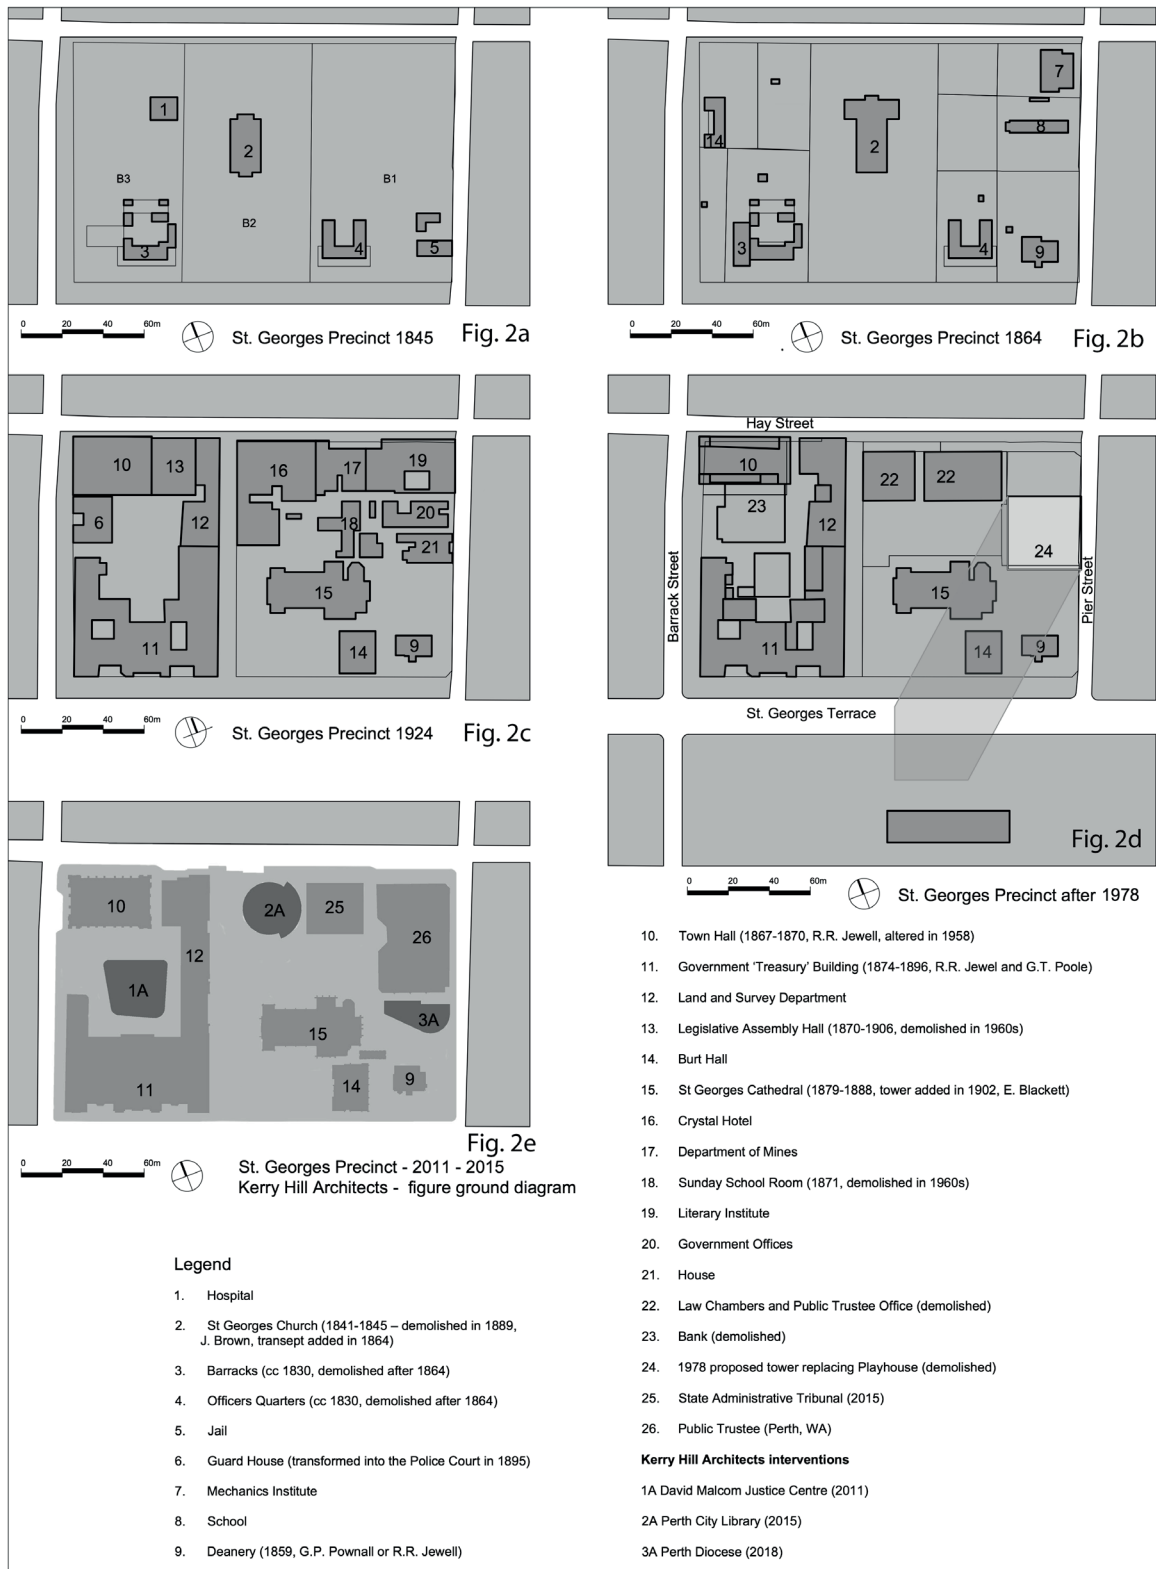 1
2
B3
B1
B2
3
4
5
0 20 40 60m
St. Georges Precinct 1845
Fig. 2a
7
8
14
2
3
4
9
0 20 40 60m
St. Georges Precinct 1864
Fig. 2b
10
13
16
17
19
6
12
18
20
21
15
11
14
9
0 20 40 60m
St. Georges Precinct 1924
Fig. 2c
Hay Street
10
22
22
23
12
24
Barrack Street
Pier Street
15
11
14
9
St. Georges Terrace
Fig. 2d
0 20 40 60m
St. Georges Precinct after 1978
10
2A
25
26
12
1A
3A
15
11
14
9
Fig. 2e
0 20 40 60m
St. Georges Precinct - 2011 - 2015
Kerry Hill Architects - figure ground diagram
Legend
1. Hospital
2. St Georges Church (1841-1845 – demolished in 1889,
J. Brown, transept added in 1864)
3. Barracks (cc 1830, demolished after 1864)
4. Officers Quarters (cc 1830, demolished after 1864)
5. Jail
6. Guard House (transformed into the Police Court in 1895)
7. Mechanics Institute
8. School
9. Deanery (1859, G.P. Pownall or R.R. Jewell)
10. Town Hall (1867-1870, R.R. Jewell, altered in 1958)
11. Government 'Treasury' Building (1874-1896, R.R. Jewel and G.T. Poole)
12. Land and Survey Department
13. Legislative Assembly Hall (1870-1906, demolished in 1960s)
14. Burt Hall
15. St Georges Cathedral (1879-1888, tower added in 1902, E. Blackett)
16. Crystal Hotel
17. Department of Mines
18. Sunday School Room (1871, demolished in 1960s)
19. Literary Institute
20. Government Offices
21. House
22. Law Chambers and Public Trustee Office (demolished)
23. Bank (demolished)
24. 1978 proposed tower replacing Playhouse (demolished)
25. State Administrative Tribunal (2015)
26. Public Trustee (Perth, WA)
Kerry Hill Architects interventions
1A David Malcom Justice Centre (2011)
2A Perth City Library (2015)
3A Perth Diocese (2018)